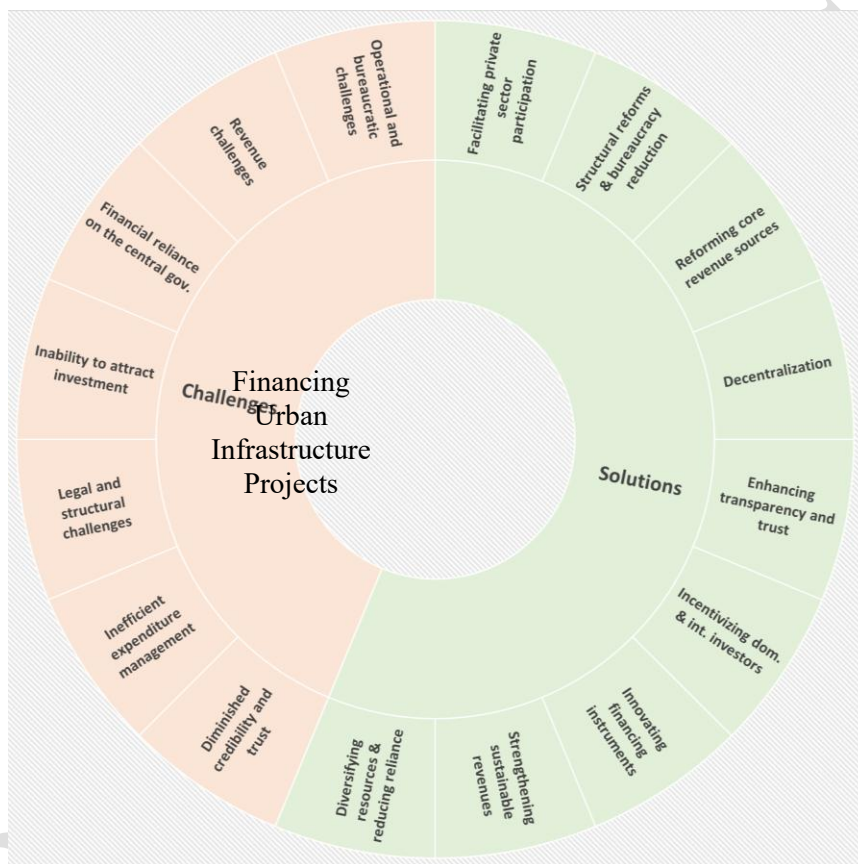 Financing
Urban
Infrastructure
Projects
Challenges
Solutions
Facilitating private
sector
participation
Structural reforms
& bureaucracy
reduction
Reforming core
revenue sources
Decentralization
Enhancing
transparency and
trust
Incentivizing dom.
& int. investors
Innovating
financing
instruments
Strengthening
sustainable
revenues
Diversifying
resources &
reducing reliance
Diminished
credibility and
trust
Inefficient
expenditure
management
Legal and
structural
challenges
Inability to attract
investment
Financial reliance
on the central gov.
Revenue
challenges
Operational and
bureaucratic
challenges